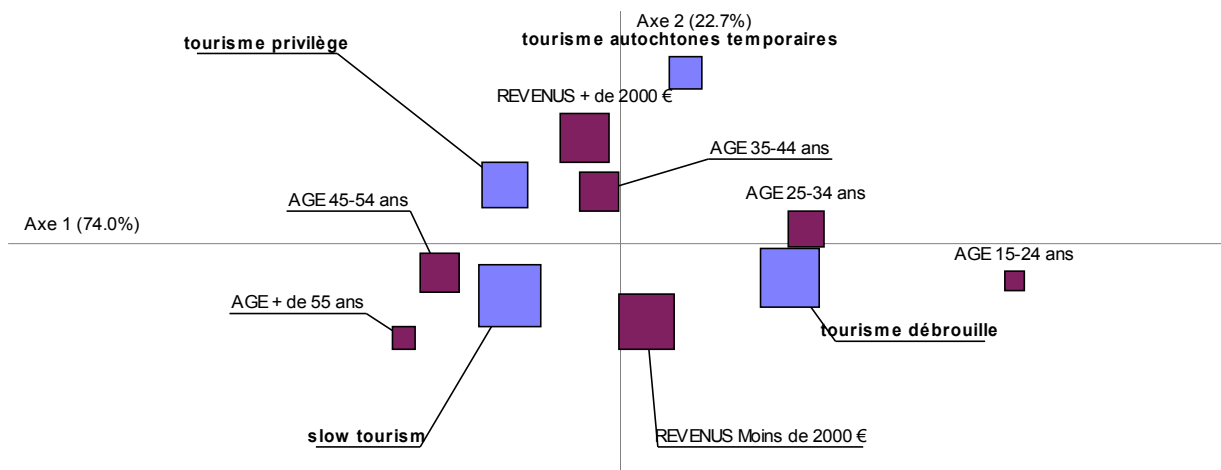 Axe 2 (22.7%)
tourisme privilège
tourisme autochtones temporaires
REVENUS + de 2000 €
AGE 35-44 ans
AGE 45-54 ans
AGE 25-34 ans
Axe 1 (74.0%)
AGE 15-24 ans
AGE + de 55 ans
tourisme débrouille
slow tourism
REVENUS Moins de 2000 €